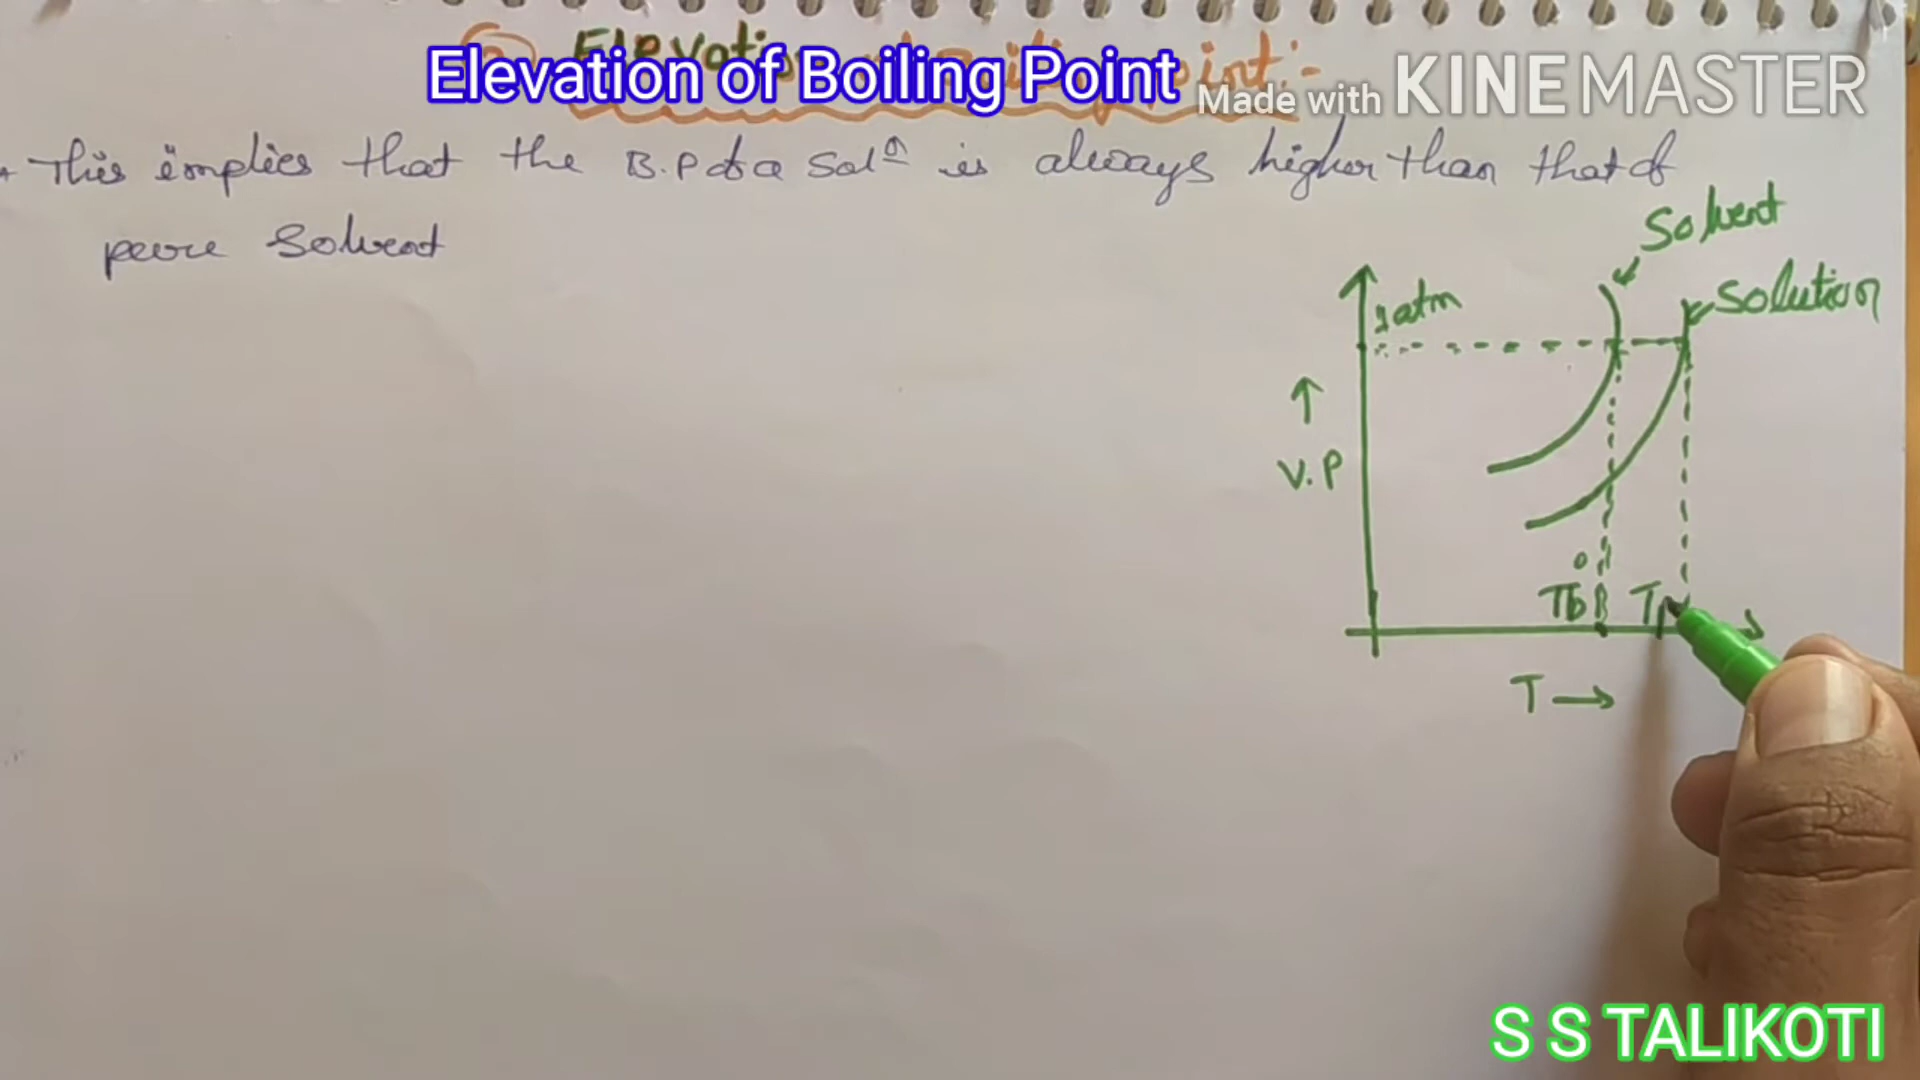 Elevation of Boiling Point
Made with KINEMASTER
This implies that the B.P of a Solⁿ is always higher than that of
pure Solvent
Solvent
Solution
1atm
↑
V.P
Tb°
T
T →
S S TALIKOTI